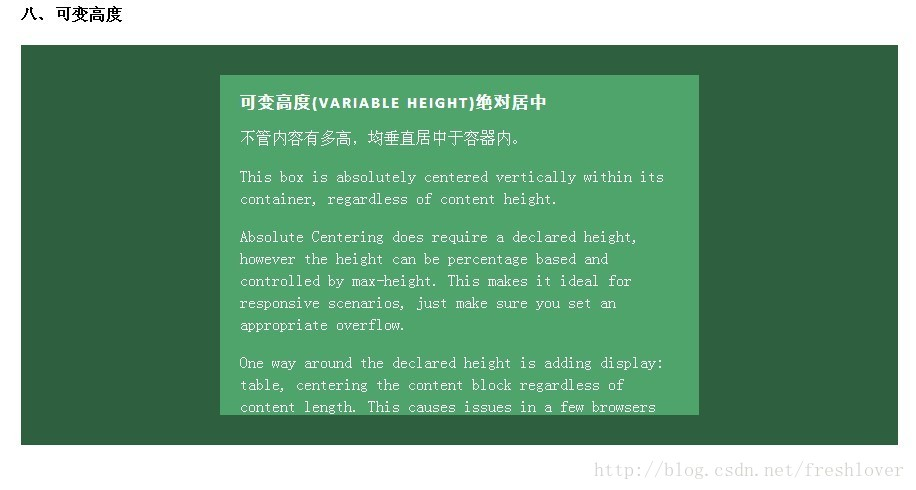 八、可变高度
可变高度(VARIABLE HEIGHT)绝对居中
不管内容有多高，均垂直居中于容器内。
This box is absolutely centered vertically within its
container, regardless of content height.
Absolute Centering does require a declared height,
however the height can be percentage based and
controlled by max-height. This makes it ideal for
responsive scenarios, just make sure you set an
appropriate overflow.
One way around the declared height is adding display:
table, centering the content block regardless of
content length. This causes issues in a few browsers
http://blog.csdn.net/freshlover